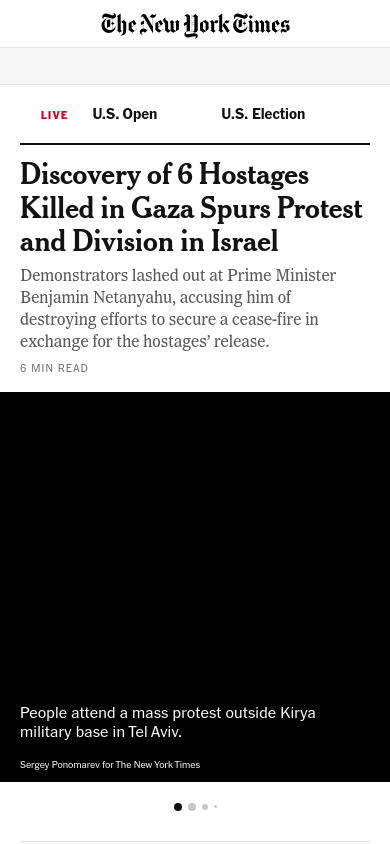 The New York Times
LIVE U.S. Open U.S. Election
Discovery of 6 Hostages
Killed in Gaza Spurs Protest
and Division in Israel
Demonstrators lashed out at Prime Minister
Benjamin Netanyahu, accusing him of
destroying efforts to secure a cease-fire in
exchange for the hostages’ release.
6 MIN READ
People attend a mass protest outside Kirya
military base in Tel Aviv.
Sergey Ponomarev for The New York Times